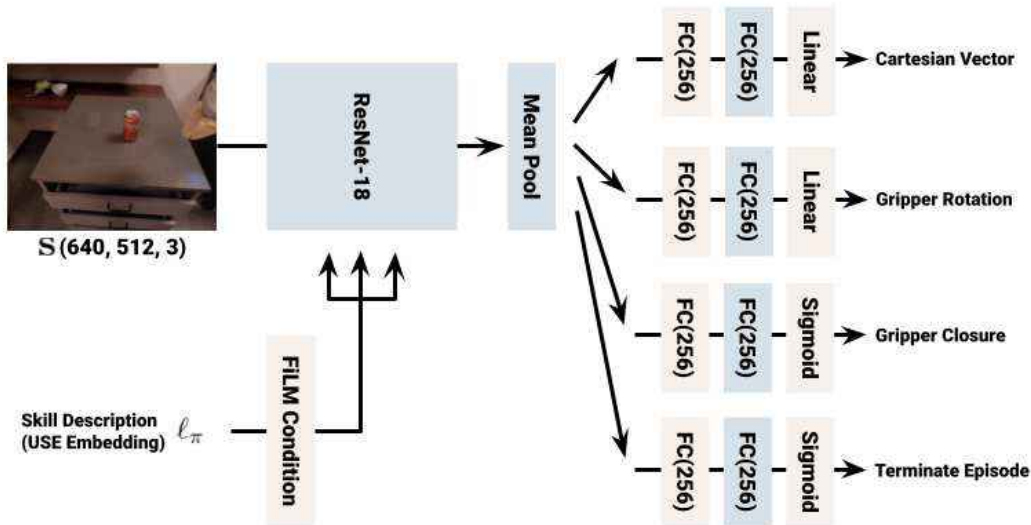 S (640, 512, 3)
Skill Description
(USE Embedding) ℓπ
FiLM Condition
ResNet-18
Mean Pool
FC(256) FC(256) Linear Cartesian Vector
FC(256) FC(256) Linear Gripper Rotation
FC(256) FC(256) Sigmoid Gripper Closure
FC(256) FC(256) Sigmoid Terminate Episode